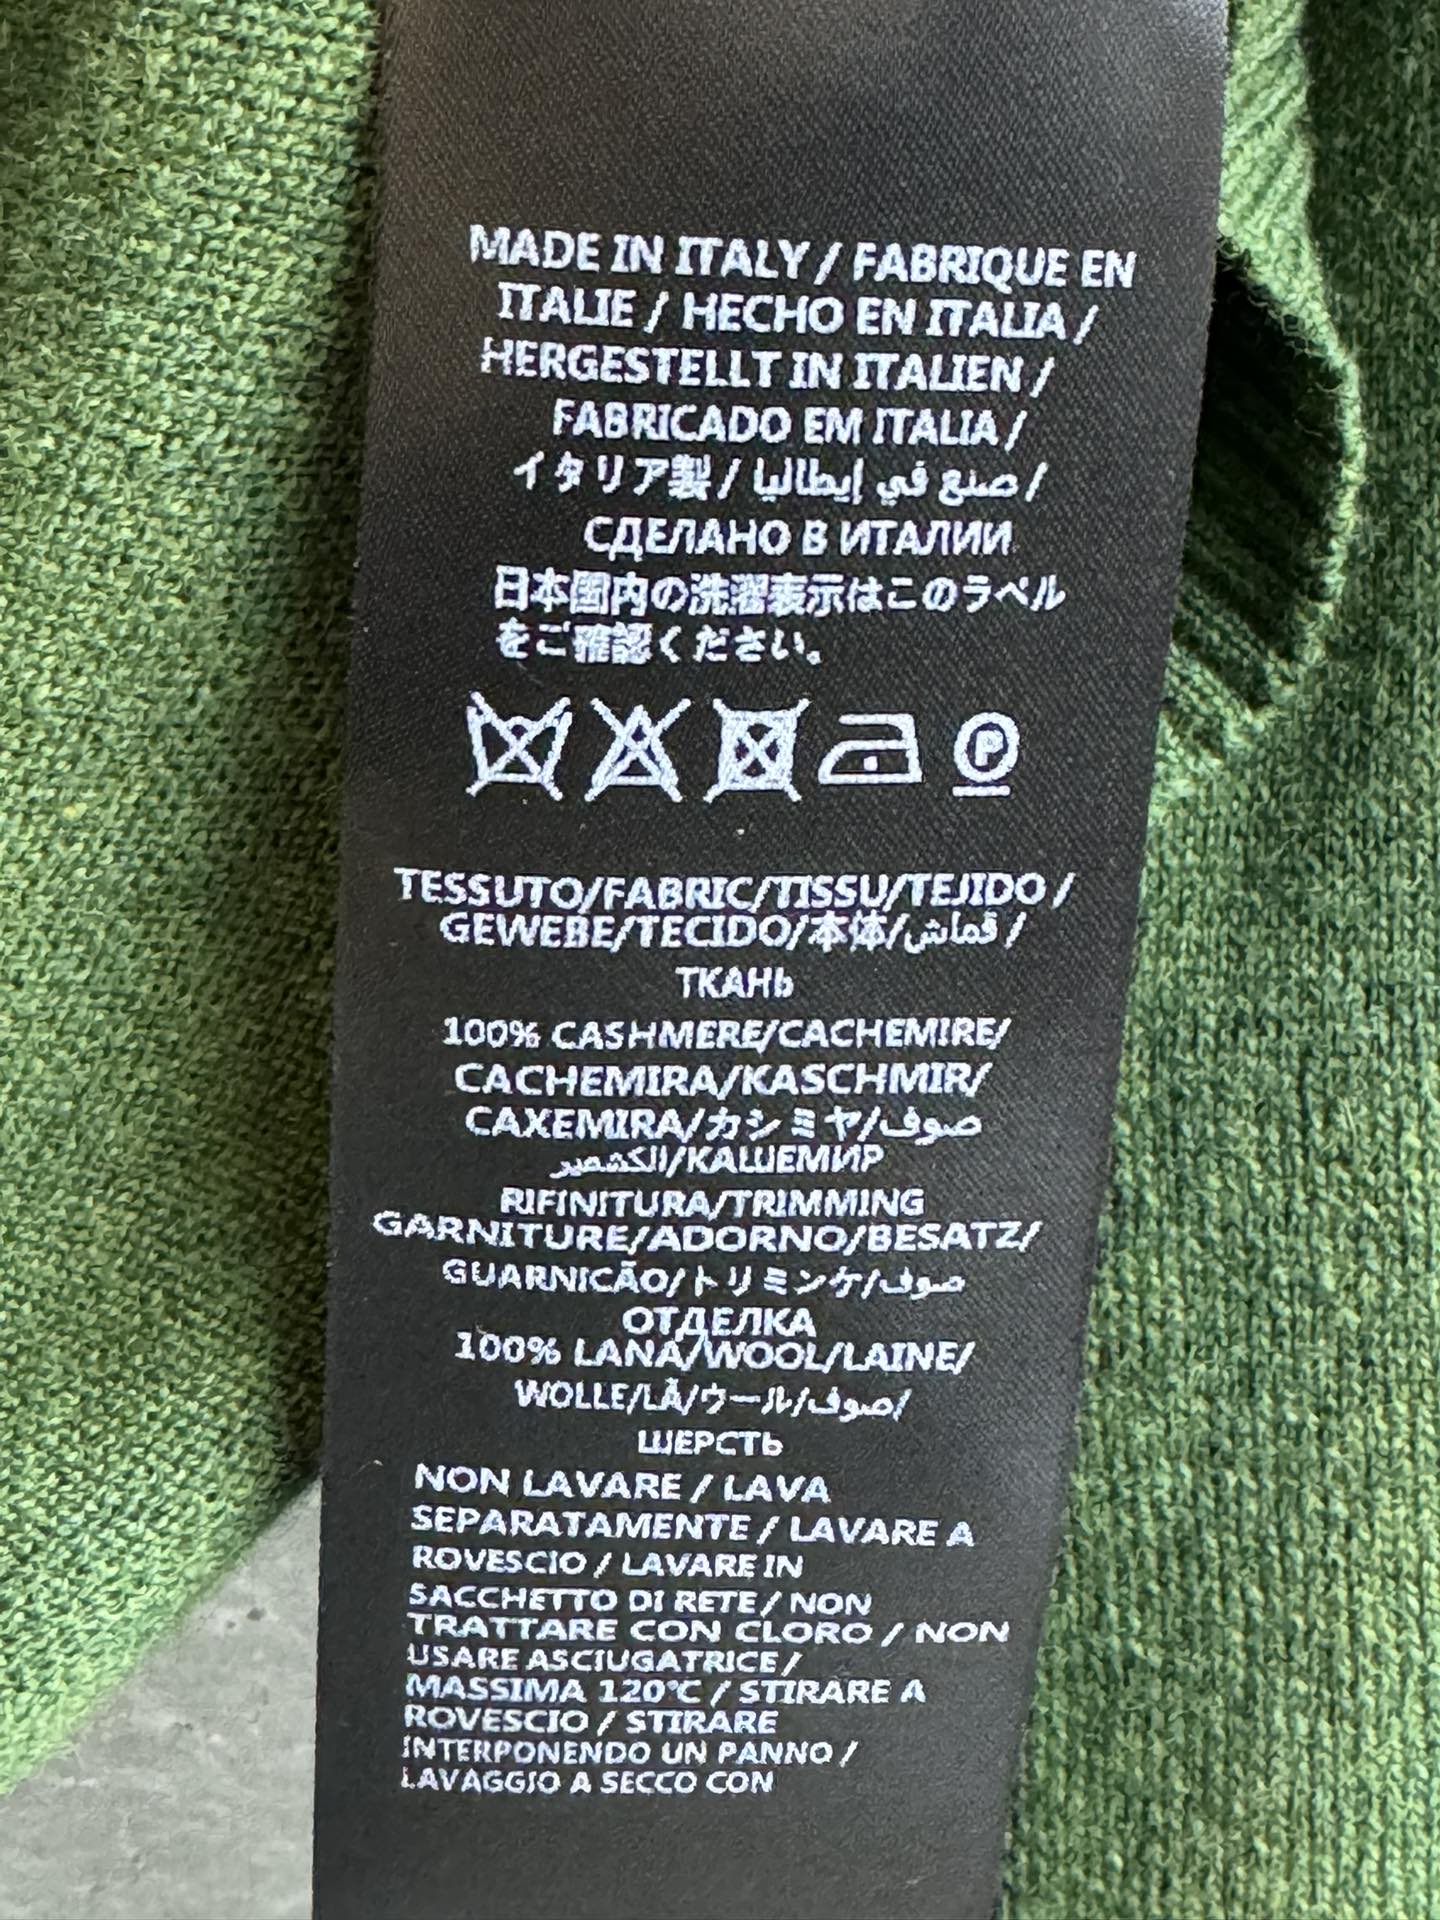 MADE IN ITALY / FABRIQUE EN
ITALIE / HECHO EN ITALIA /
HERGESTELLT IN ITALIEN /
FABRICADO EM ITALIA /
イタリア製 / صنع في إيطاليا /
СДЕЛАНО В ИТАЛИИ
日本国内の洗濯表示はこのラベル
をご確認ください。
P
TESSUTO/FABRIC/TISSU/TEJIDO /
GEWEBE/TECIDO/本体/قماش /
ТКАНЬ
100% CASHMERE/CACHEMIRE/
CACHEMIRA/KASCHMIR/
CAXEMIRA/カシミヤ/صوف
الكشمير/КАШЕМИР
RIFINITURA/TRIMMING
GARNITURE/ADORNO/BESATZ/
GUARNICÃO/トリミンケ/صوف
ОТДЕЛКА
100% LANA/WOOL/LAINE/
WOLLE/LÃ/ウール/صوف/
ШЕРСТЬ
NON LAVARE / LAVA
SEPARATAMENTE / LAVARE A
ROVESCIO / LAVARE IN
SACCHETTO DI RETE / NON
TRATTARE CON CLORO / NON
USARE ASCIUGATRICE /
MASSIMA 120°C / STIRARE A
ROVESCIO / STIRARE
INTERPONENDO UN PANNO /
LAVAGGIO A SECCO CON